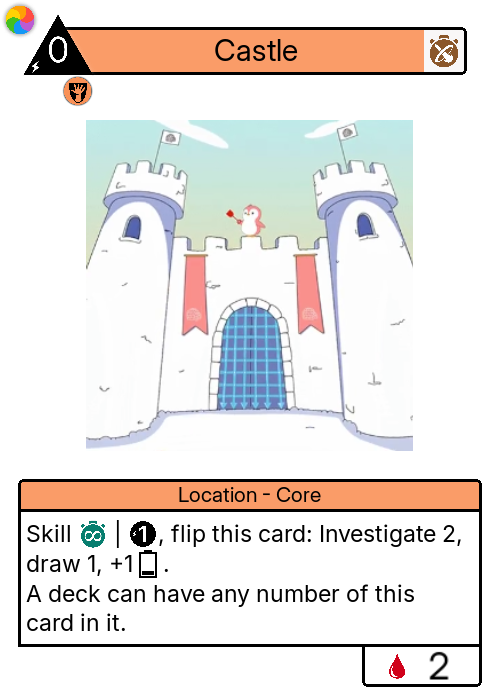 0
Castle
Location - Core
Skill ∞ | 1, flip this card: Investigate 2,
draw 1, +1.
A deck can have any number of this
card in it.
2